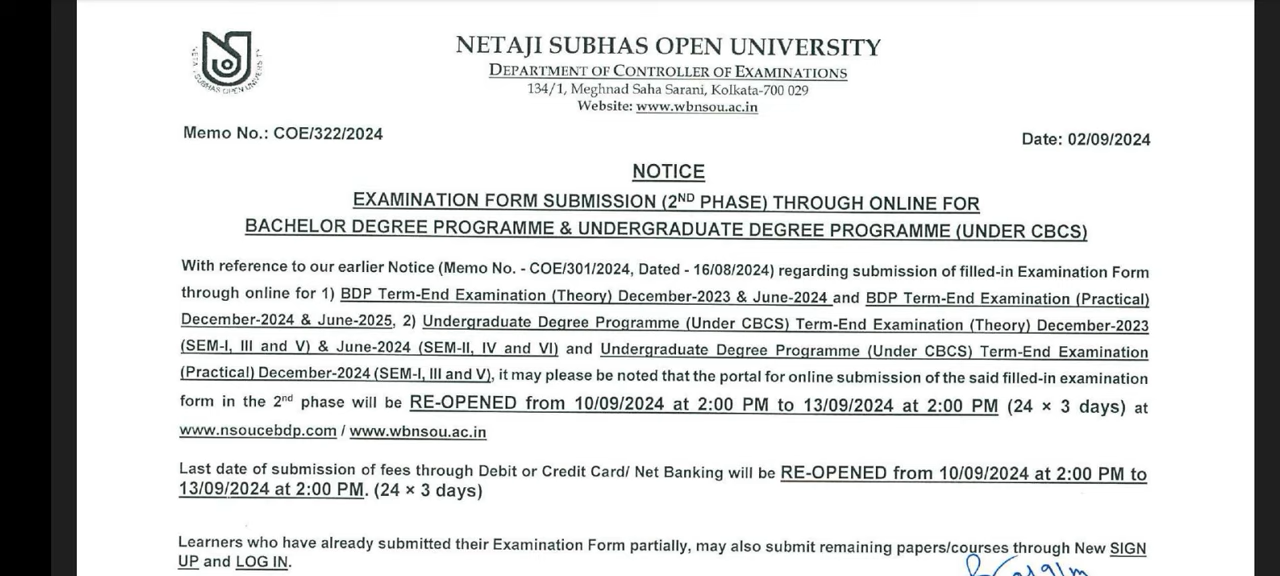 NETAJI SUBHAS OPEN UNIVERSITY
DEPARTMENT OF CONTROLLER OF EXAMINATIONS
134/1, Meghnad Saha Sarani, Kolkata-700 029
Website: www.wbnsou.ac.in
Memo No.: COE/322/2024
Date: 02/09/2024
NOTICE
EXAMINATION FORM SUBMISSION (2ND PHASE) THROUGH ONLINE FOR
BACHELOR DEGREE PROGRAMME & UNDERGRADUATE DEGREE PROGRAMME (UNDER CBCS)
With reference to our earlier Notice (Memo No. - COE/301/2024, Dated - 16/08/2024) regarding submission of filled-in Examination Form
through online for 1) BDP Term-End Examination (Theory) December-2023 & June-2024 and BDP Term-End Examination (Practical)
December-2024 & June-2025, 2) Undergraduate Degree Programme (Under CBCS) Term-End Examination (Theory) December-2023
(SEM-I, III and V) & June-2024 (SEM-II, IV and VI) and Undergraduate Degree Programme (Under CBCS) Term-End Examination
(Practical) December-2024 (SEM-I, III and V), it may please be noted that the portal for online submission of the said filled-in examination
form in the 2nd phase will be RE-OPENED from 10/09/2024 at 2:00 PM to 13/09/2024 at 2:00 PM (24 × 3 days) at
www.nsoucebdp.com / www.wbnsou.ac.in
Last date of submission of fees through Debit or Credit Card/ Net Banking will be RE-OPENED from 10/09/2024 at 2:00 PM to
13/09/2024 at 2:00 PM. (24 × 3 days)
Learners who have already submitted their Examination Form partially, may also submit remaining papers/courses through New SIGN
UP and LOG IN.